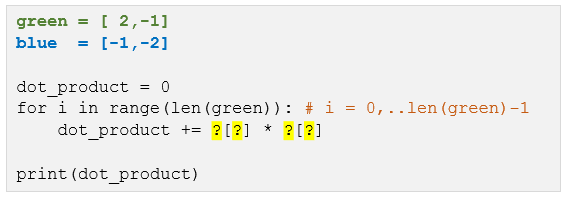 green = [ 2,-1]
blue  = [-1,-2]

dot_product = 0
for i in range(len(green)): # i = 0,..len(green)-1
    dot_product += ?[?] * ?[?]

print(dot_product)